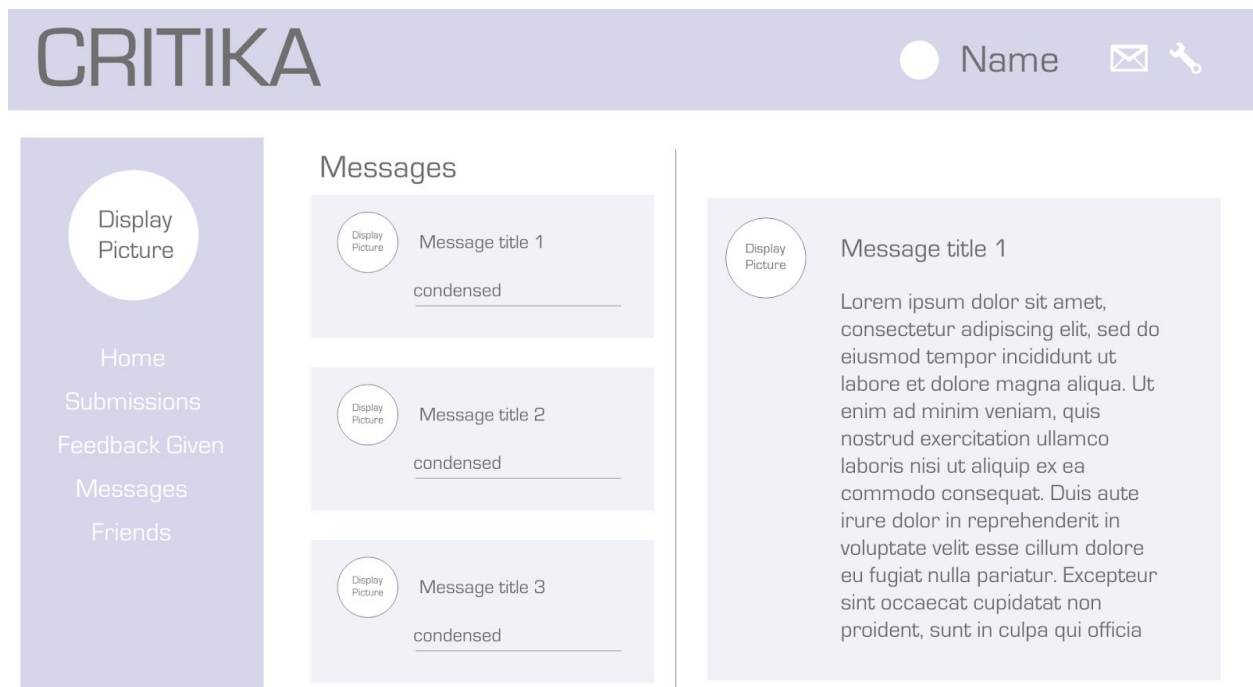 CRITIKA
Name
Display
Picture
Home
Submissions
Feedback Given
Messages
Friends
Messages
Display
Picture
Message title 1
condensed
Display
Picture
Message title 2
condensed
Display
Picture
Message title 3
condensed
Display
Picture
Message title 1
Lorem ipsum dolor sit amet,
consectetur adipiscing elit, sed do
eiusmod tempor incididunt ut
labore et dolore magna aliqua. Ut
enim ad minim veniam, quis
nostrud exercitation ullamco
laboris nisi ut aliquip ex ea
commodo consequat. Duis aute
irure dolor in reprehenderit in
voluptate velit esse cillum dolore
eu fugiat nulla pariatur. Excepteur
sint occaecat cupidatat non
proident, sunt in culpa qui officia